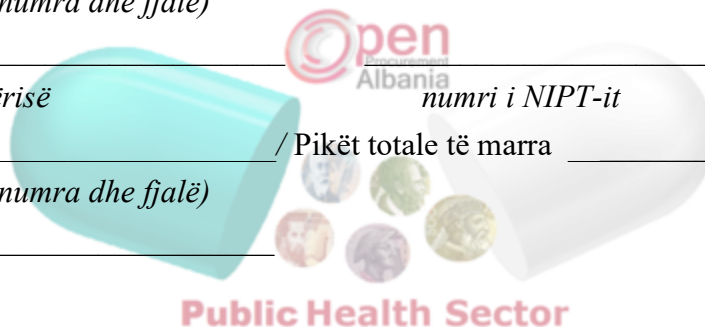 numra dhe fjalë)
Open
Procurement
Albania
numri i NIPT-it
/ Pikët totale të marra
numra dhe fjalë)
Public Health Sector